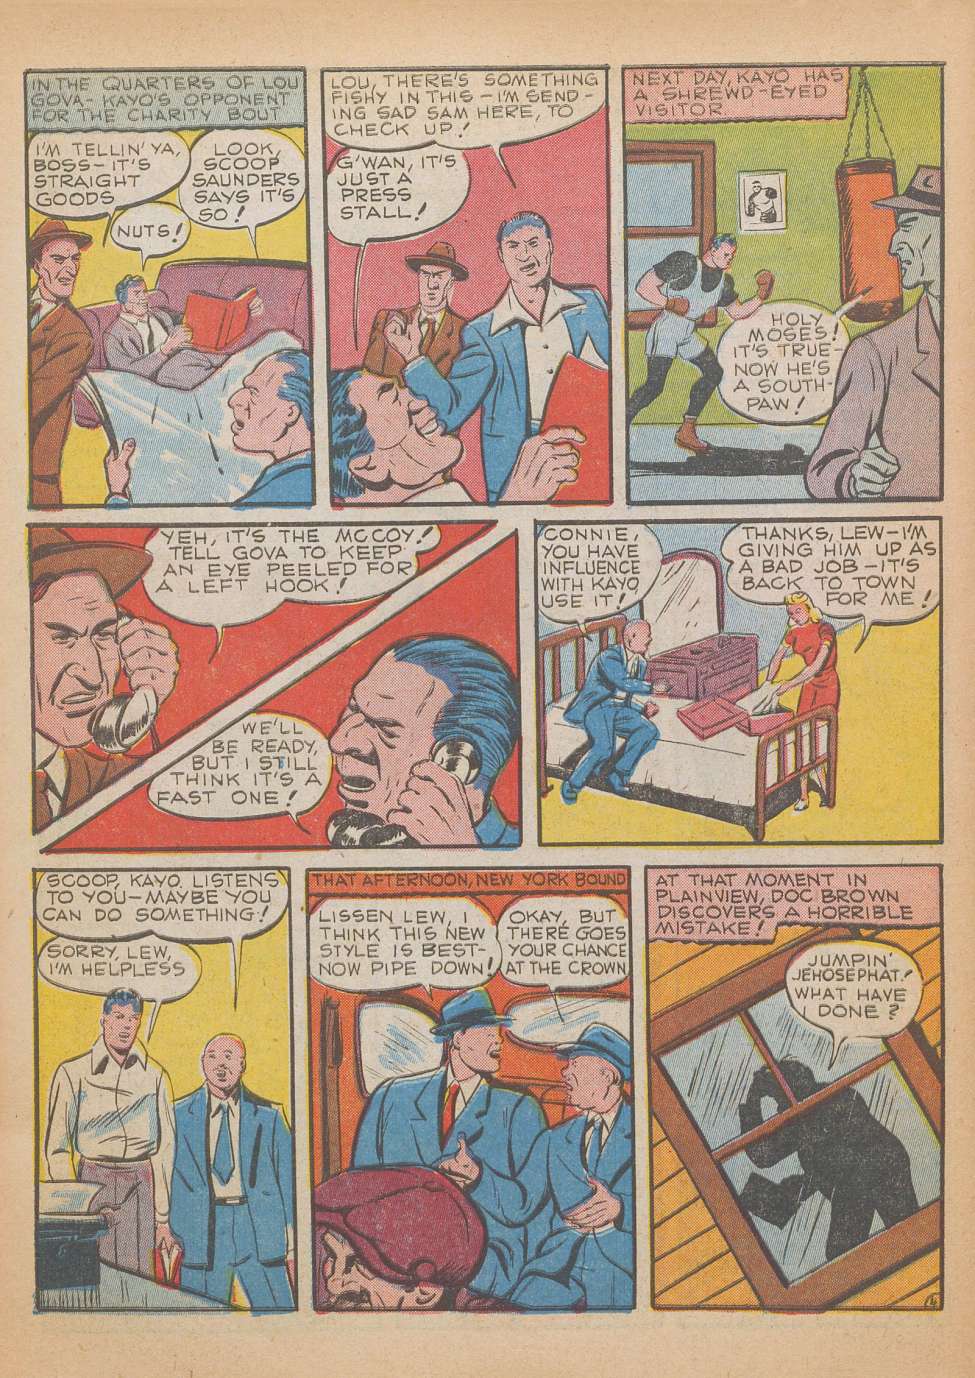 IN THE QUARTERS OF LOU
GOVA-KAYO'S OPPONENT
FOR THE CHARITY BOUT
I'M TELLIN' YA,
BOSS-IT'S
STRAIGHT
GOODS
NUTS!
LOOK,
SCOOP
SAUNDERS
SAYS IT'S
SO!
LOU, THERE'S SOMETHING
FISHY IN THIS-I'M SEND-
ING SAD SAM HERE, TO
CHECK UP!
G'WAN, IT'S
JUST A
PRESS
STALL!
NEXT DAY, KAYO HAS
A SHREWD-EYED
VISITOR
HOLY
MOSES!
IT'S TRUE-
NOW HE'S
A SOUTH-
PAW!
YEH, IT'S THE MCCOY!
TELL GOVA TO KEEP
AN EYE PEELED FOR
A LEFT HOOK!
WE'LL
BE READY,
BUT I STILL
THINK IT'S A
FAST ONE!
CONNIE,
YOU HAVE
INFLUENCE
WITH KAYO,
USE IT!
THANKS, LEW-I'M
GIVING HIM UP AS
A BAD JOB-IT'S
BACK TO TOWN
FOR ME!
SCOOP, KAYO LISTENS
TO YOU-MAYBE YOU
CAN DO SOMETHING!
SORRY, LEW,
I'M HELPLESS
THAT AFTERNOON, NEW YORK BOUND
LISSEN LEW, I
THINK THIS NEW
STYLE IS BEST-
NOW PIPE DOWN!
OKAY, BUT
THERE GOES
YOUR CHANCE
AT THE CROWN
AT THAT MOMENT IN
PLAINVIEW, DOC BROWN
DISCOVERS A HORRIBLE
MISTAKE!
JUMPIN'
JEHOSEPHAT!
WHAT HAVE
I DONE?
4